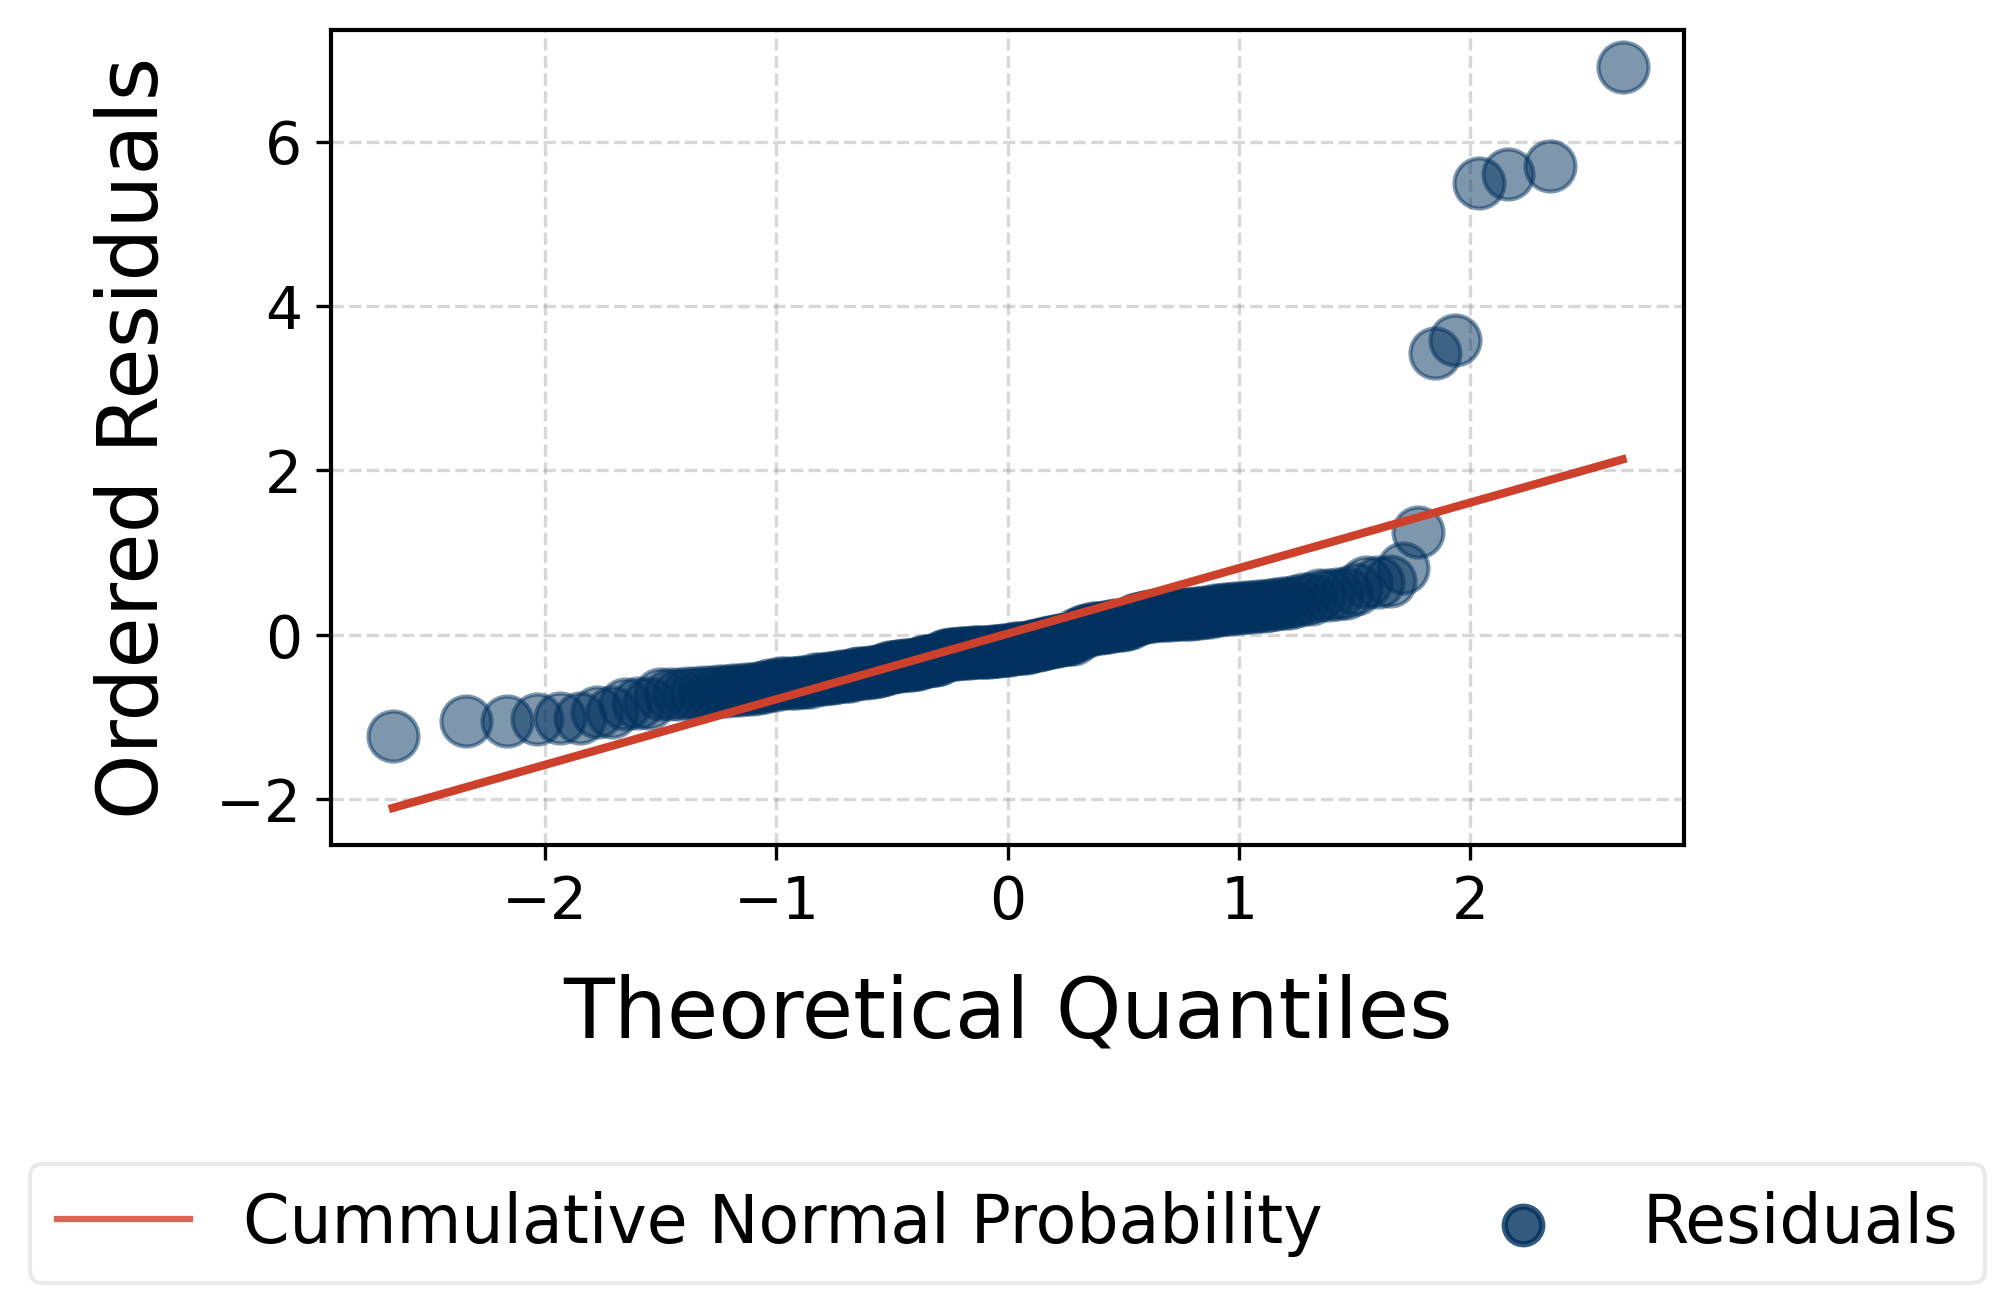 Ordered Residuals
6
4
2
0
−2
−2 −1 0 1 2
Theoretical Quantiles
Cummulative Normal Probability Residuals